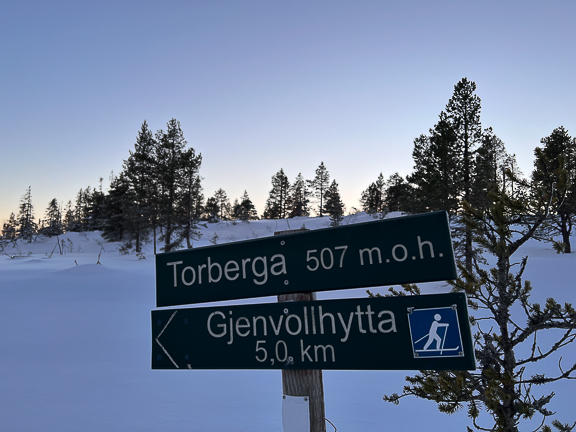 Torberga 507 m.o.h.
Gjenvollhytta
5,0 km